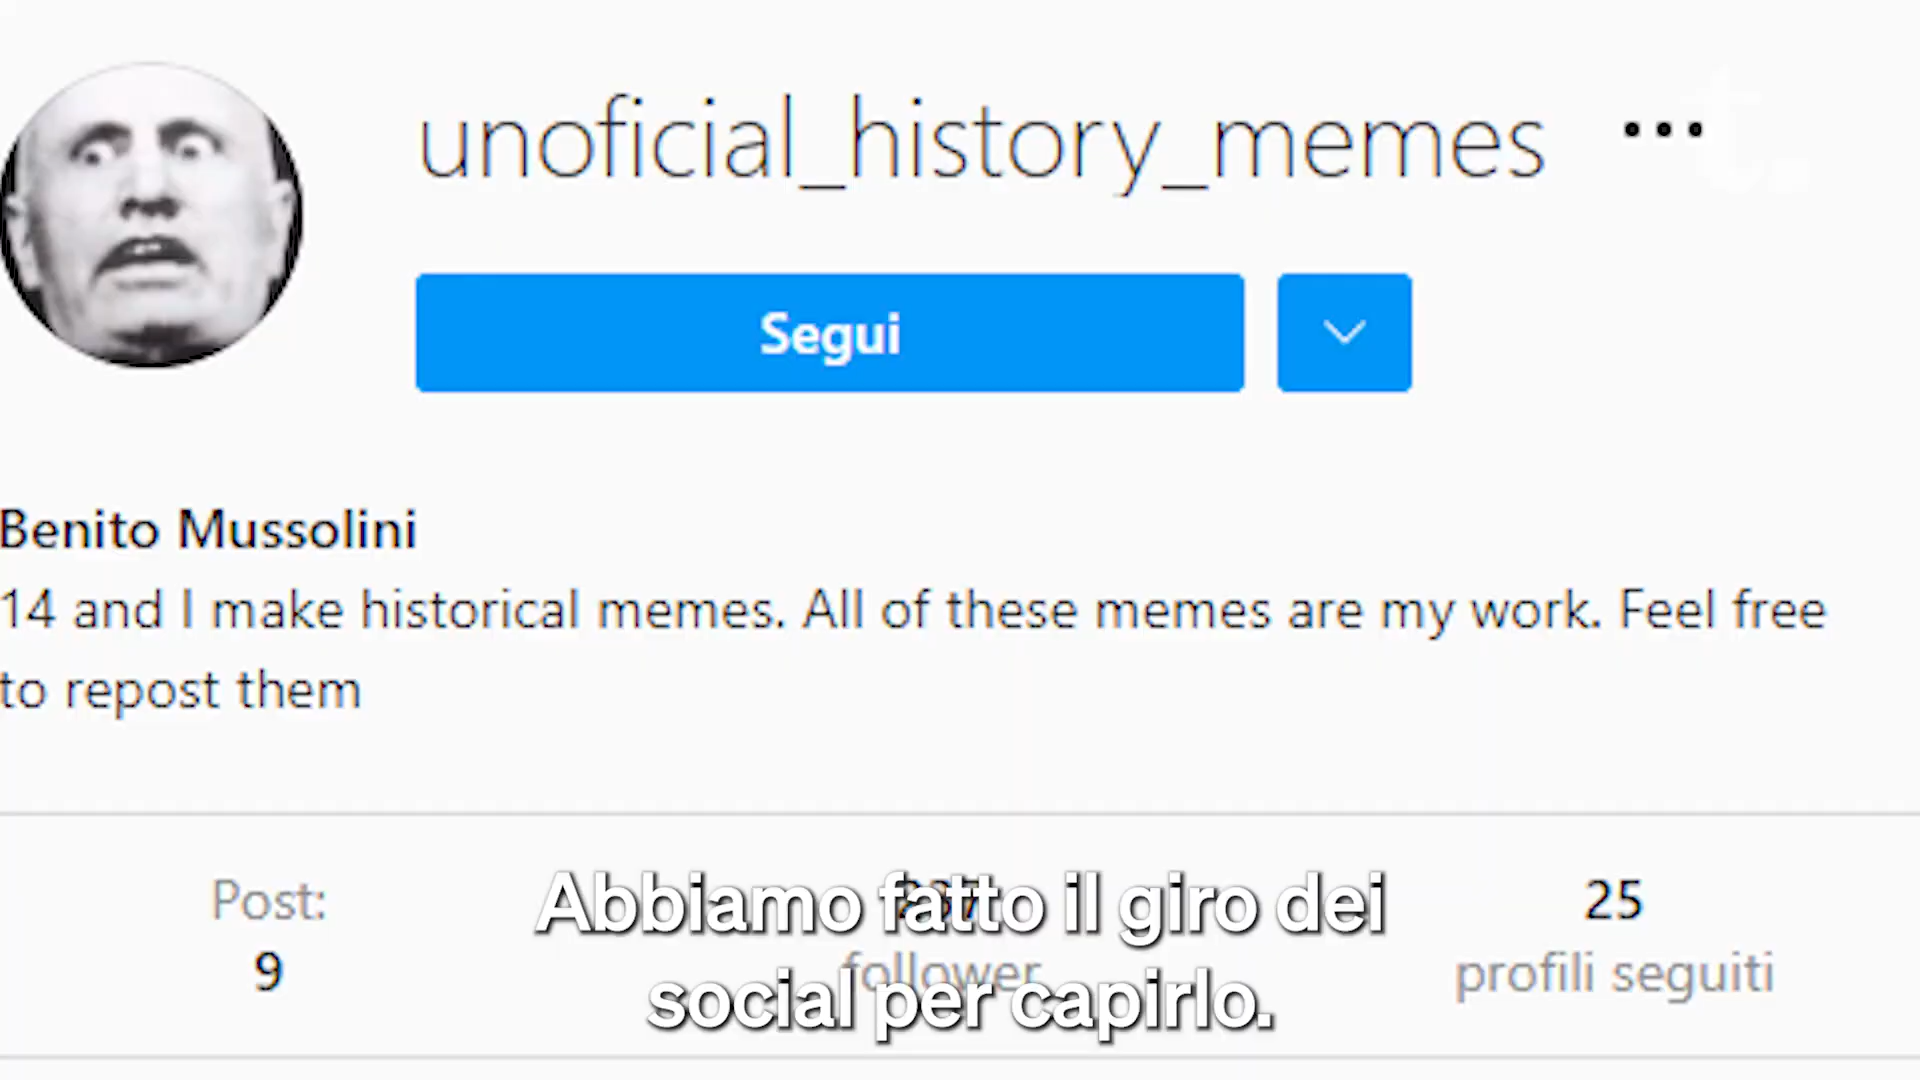 unoficial_history_memes
Segui
Benito Mussolini
14 and I make historical memes. All of these memes are my work. Feel free
to repost them
Post:
9
follower
25
profili seguiti
Abbiamo fatto il giro dei
social per capirlo.
t.